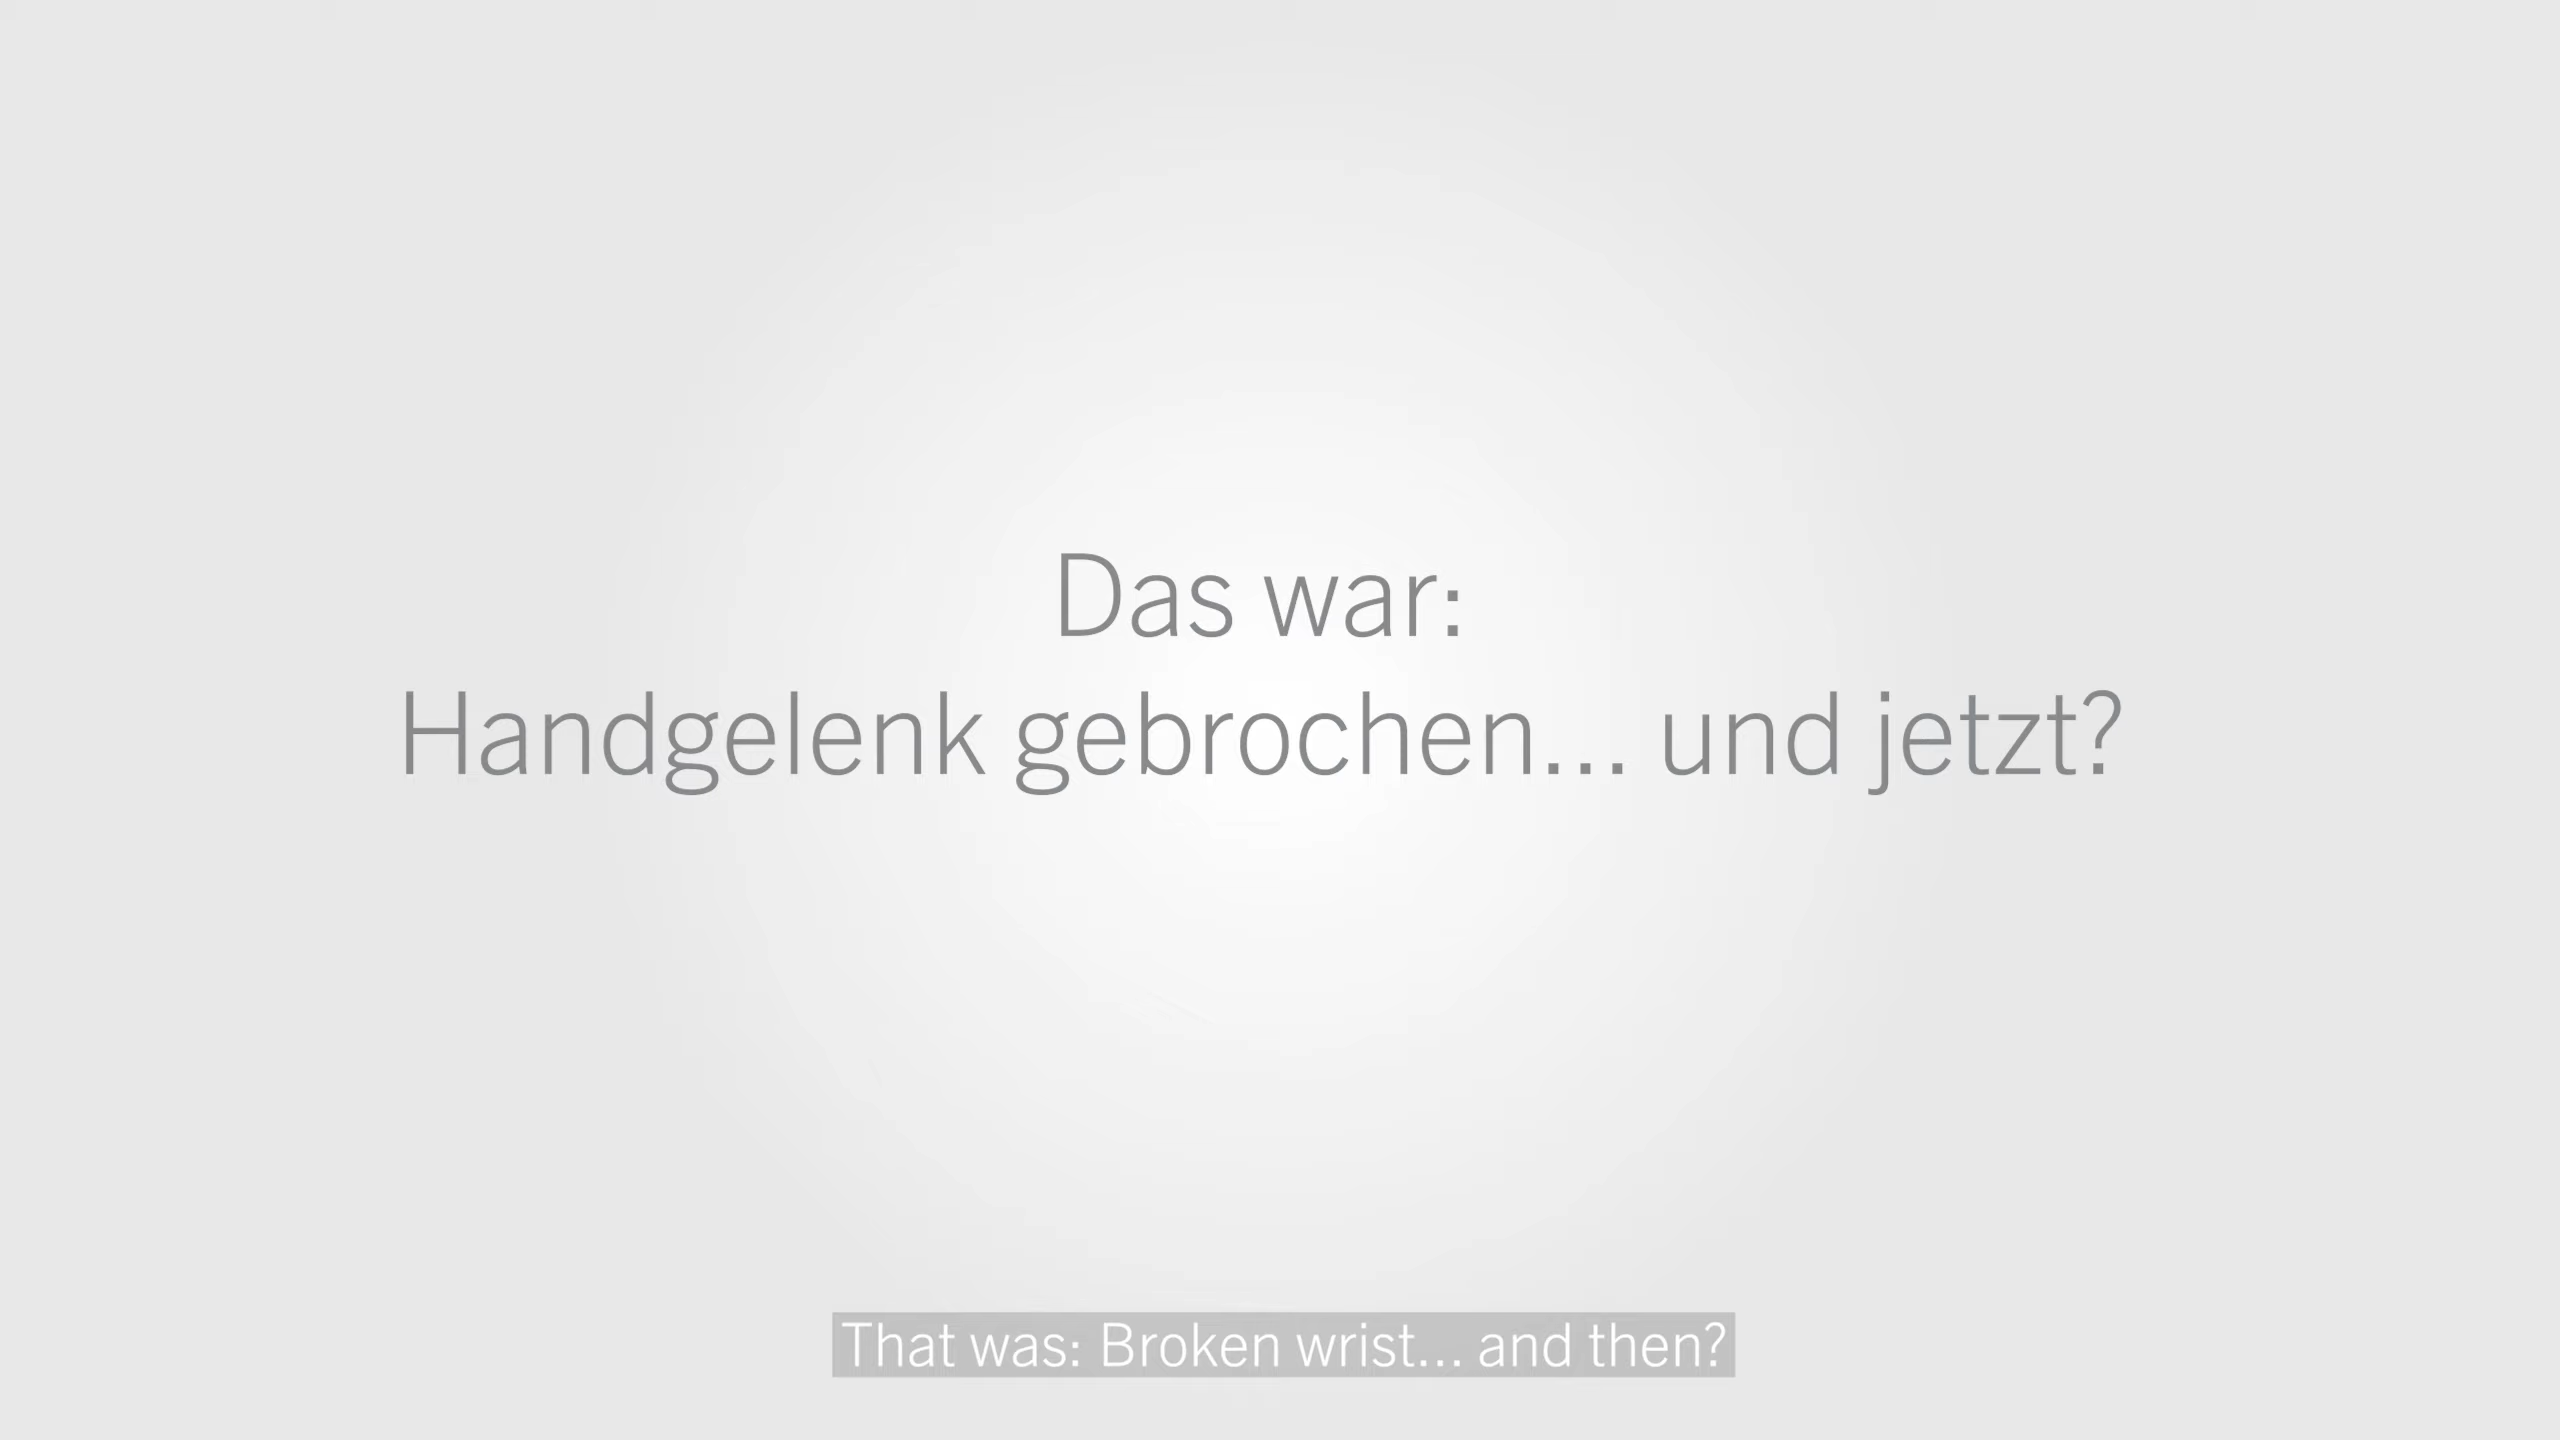 Das war:
Handgelenk gebrochen... und jetzt?
That was: Broken wrist... and then?